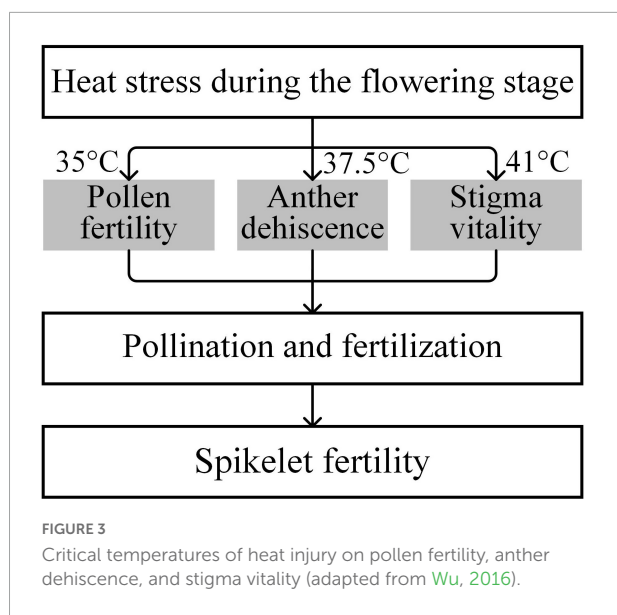 Heat stress during the flowering stage
35°C
37.5°C
41°C
Pollen
fertility
Anther
dehiscence
Stigma
vitality
Pollination and fertilization
Spikelet fertility
FIGURE 3
Critical temperatures of heat injury on pollen fertility, anther
dehiscence, and stigma vitality (adapted from Wu, 2016).